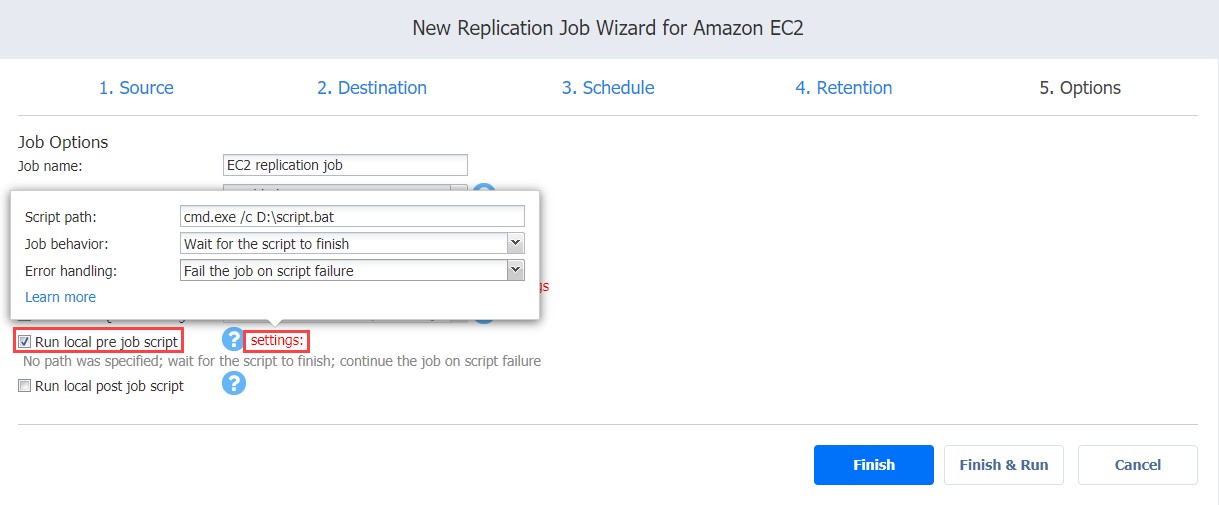 New Replication Job Wizard for Amazon EC2
1. Source 2. Destination 3. Schedule 4. Retention 5. Options
Job Options
Job name: EC2 replication job
Script path: cmd.exe /c D:\script.bat
Job behavior: Wait for the script to finish
Error handling: Fail the job on script failure
Learn more
Run local pre job script ? settings:
No path was specified; wait for the script to finish; continue the job on script failure
Run local post job script ?
Finish Finish & Run Cancel